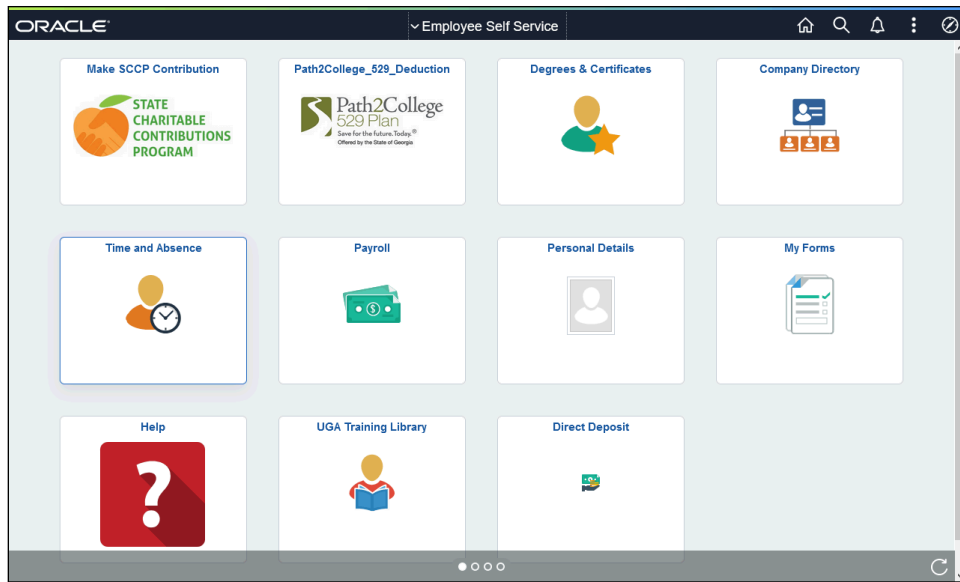 ORACLE
Employee Self Service
Make SCCP Contribution
Path2College_529_Deduction
Degrees & Certificates
Company Directory
STATE
CHARITABLE
CONTRIBUTIONS
PROGRAM
Path2College
529 Plan
Save for the future. Today.®
Offered by the State of Georgia
Time and Absence
Payroll
Personal Details
My Forms
Help
UGA Training Library
Direct Deposit
?